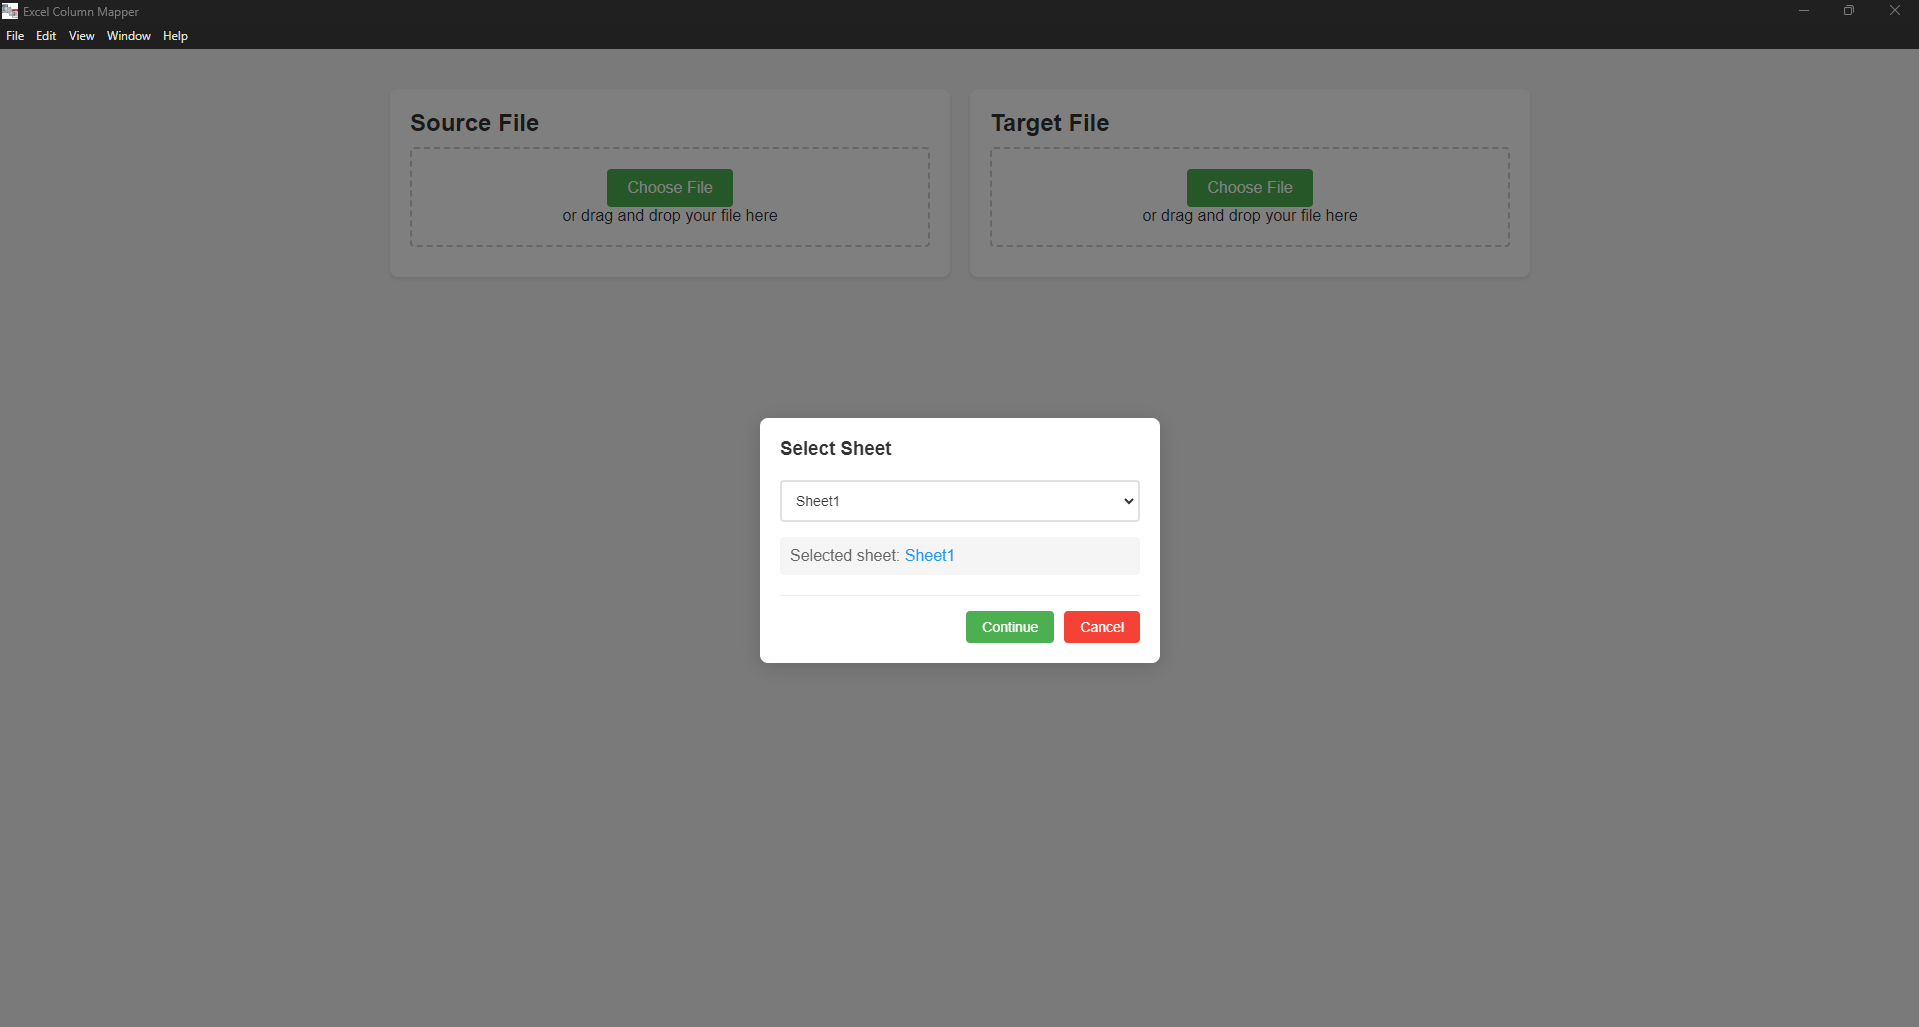 Excel Column Mapper
File Edit View Window Help
Source File
Choose File
or drag and drop your file here
Target File
Choose File
or drag and drop your file here
Select Sheet
Sheet1
Selected sheet: Sheet1
Continue Cancel